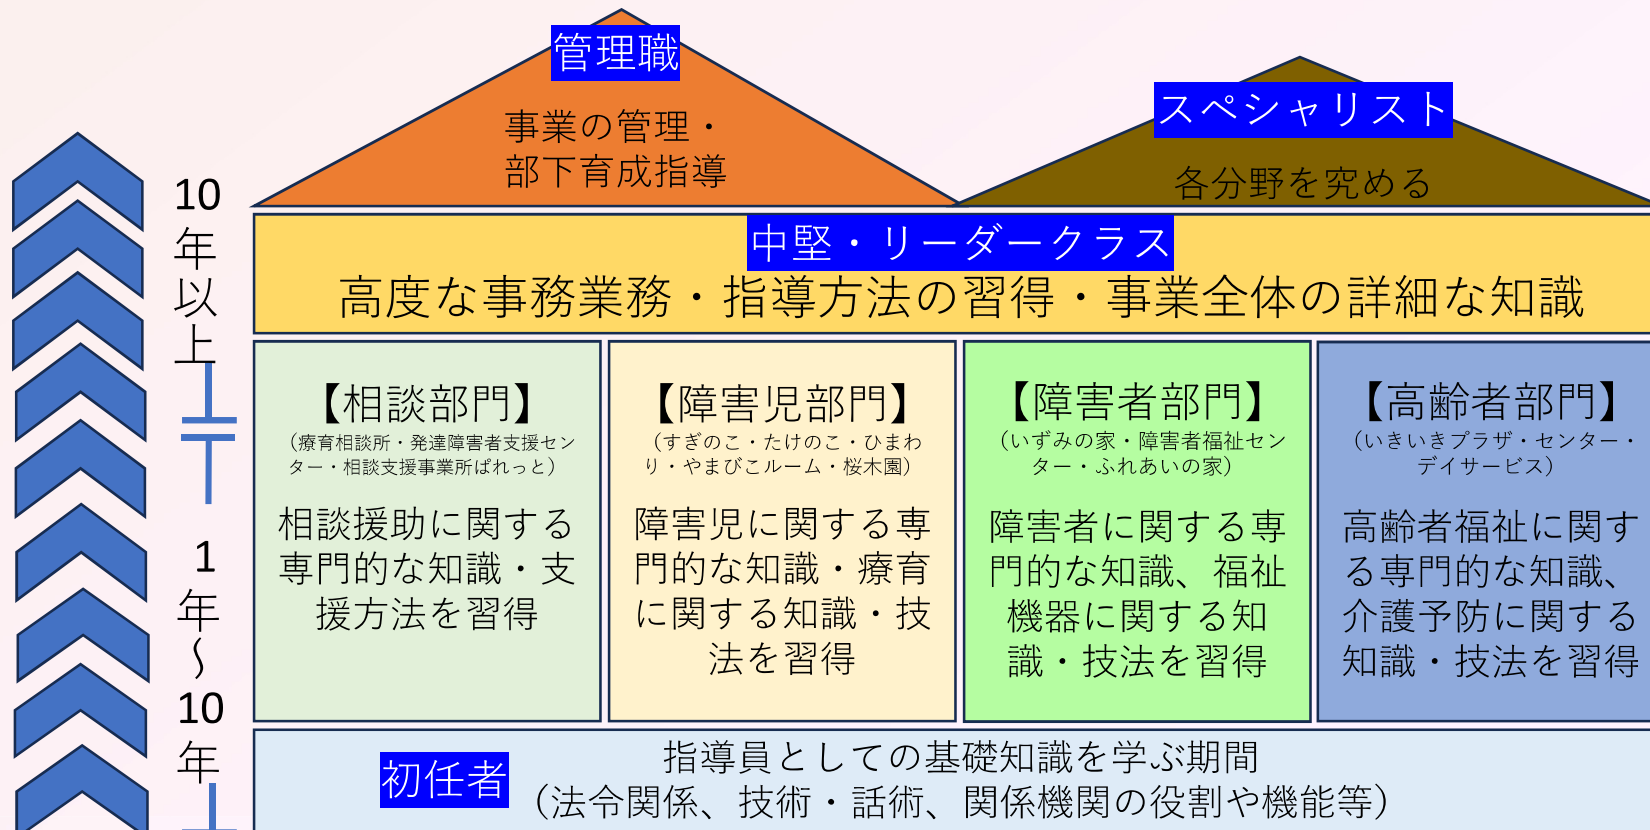 管理職
事業の管理・
部下育成指導
スペシャリスト
各分野を究める
10
年
以
上
中堅・リーダークラス
高度な事務業務・指導方法の習得・事業全体の詳細な知識
【相談部門】
（療育相談所・発達障害者支援セン
ター・相談支援事業所ぱれっと）
相談援助に関する
専門的な知識・支
援方法を習得
【障害児部門】
（すぎのこ・たけのこ・ひまわ
り・やまびこルーム・桜木園）
障害児に関する専
門的な知識・療育
に関する知識・技
法を習得
【障害者部門】
（いずみの家・障害者福祉セン
ター・ふれあいの家）
障害者に関する専
門的な知識、福祉
機器に関する知
識・技法を習得
【高齢者部門】
（いきいきプラザ・センター・
デイサービス）
高齢者福祉に関す
る専門的な知識、
介護予防に関する
知識・技法を習得
1
年
〜
10
年
初任者
指導員としての基礎知識を学ぶ期間
（法令関係、技術・話術、関係機関の役割や機能等）